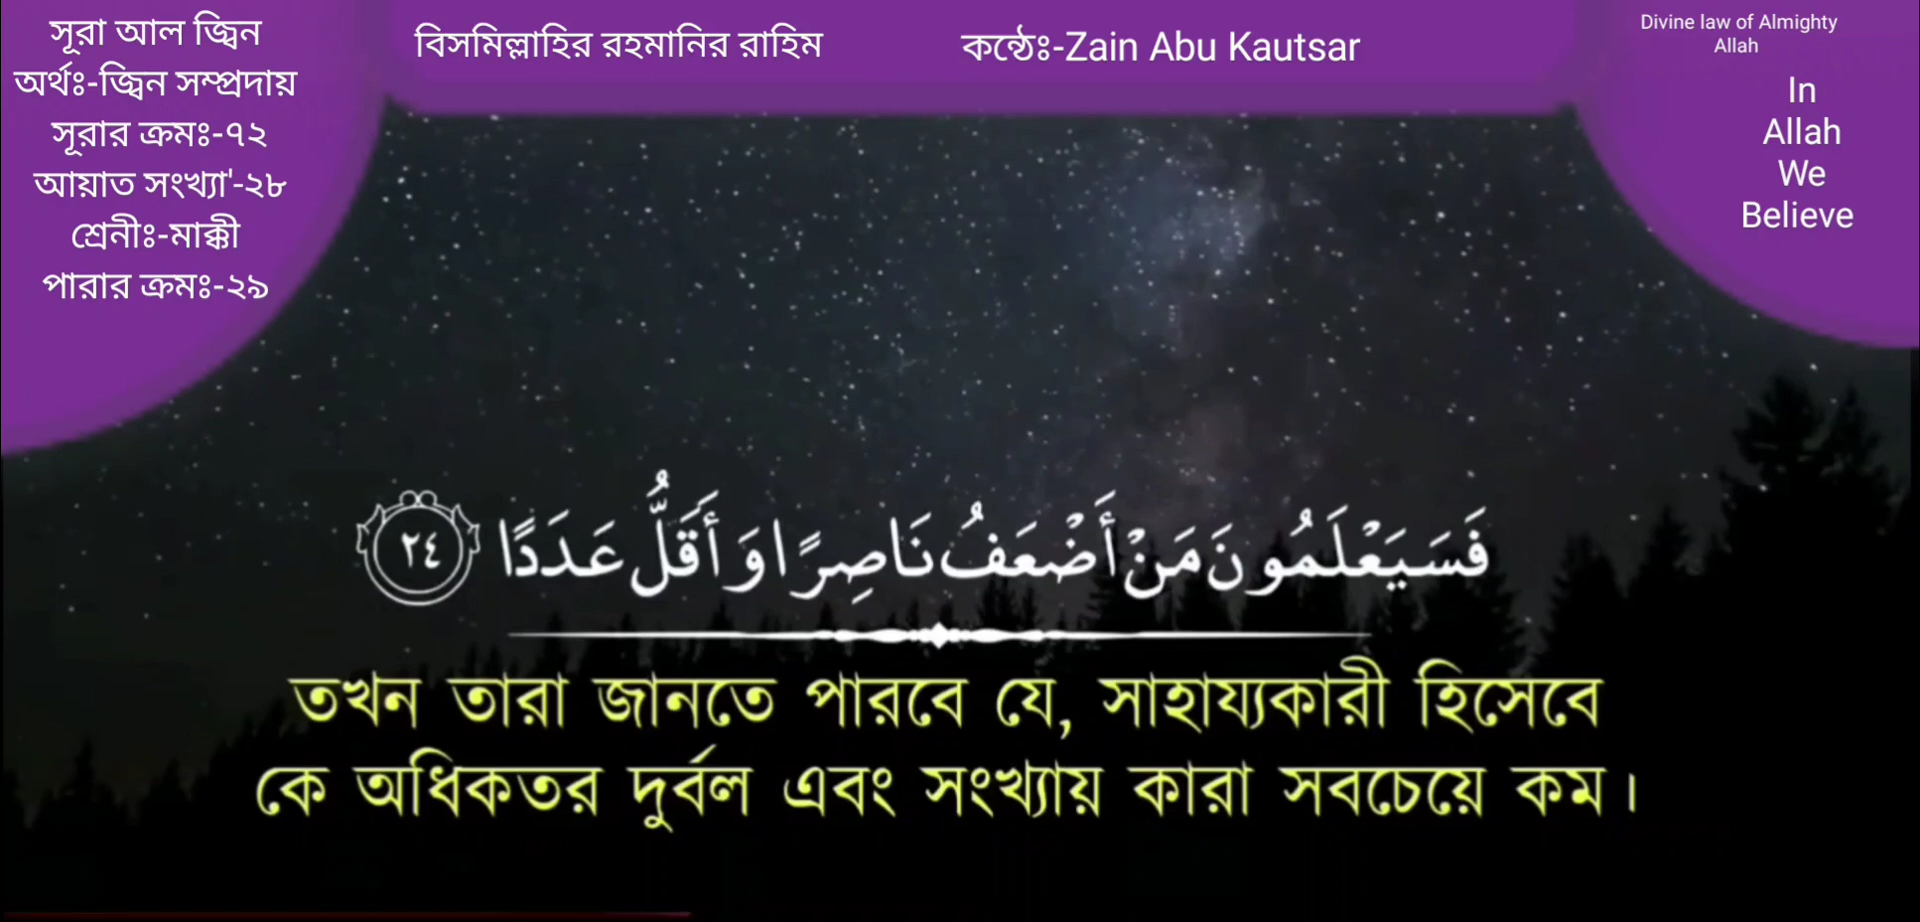 সূরা আল জ্বিন
অর্থঃ-জ্বিন সম্প্রদায়
সূরার ক্রমঃ-৭২
আয়াত সংখ্যা'-২৮
শ্রেনীঃ-মাক্কী
পারার ক্রমঃ-২৯
বিসমিল্লাহির রহমানির রাহিম
কন্ঠেঃ-Zain Abu Kautsar
Divine law of Almighty
Allah
In
Allah
We
Believe
فَسَيَعْلَمُونَ مَنْ أَضْعَفُ نَاصِرًا وَأَقَلُّ عَدَدًا ٢٤
তখন তারা জানতে পারবে যে, সাহায্যকারী হিসেবে
কে অধিকতর দুর্বল এবং সংখ্যায় কারা সবচেয়ে কম।